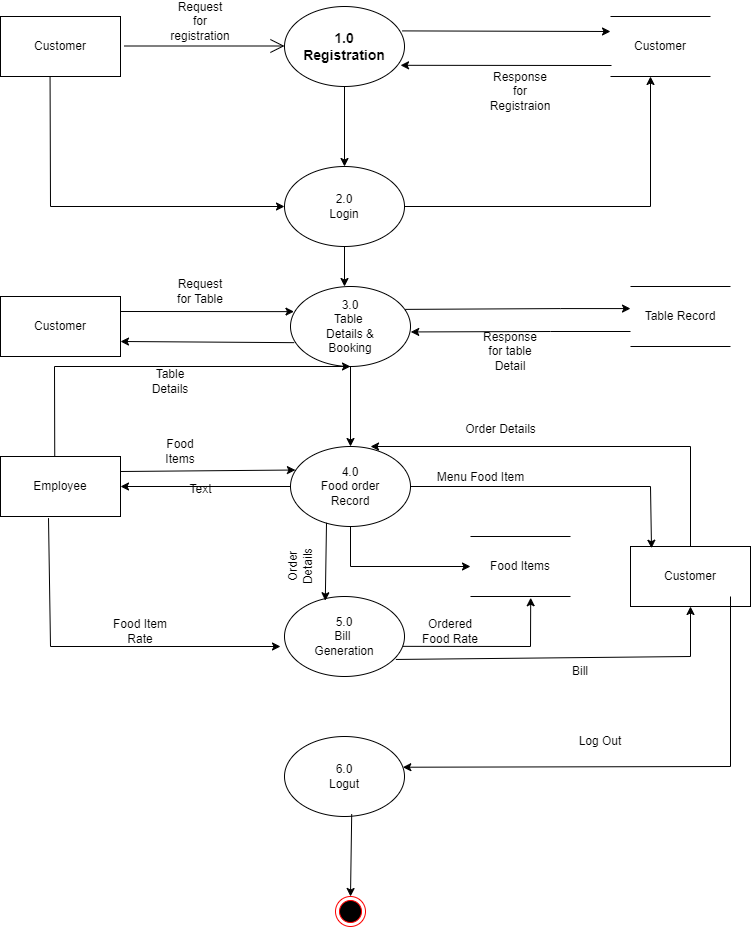 Request
for
registration
Customer
1.0
Registration
Customer
Response
for
Registraion
2.0
Login
Request
for Table
Customer
3.0
Table
Details &
Booking
Table Record
Response
for table
Detail
Table
Details
Order Details
Food
Items
Employee
Text
4.0
Food order
Record
Menu Food Item
Order
Details
Food Items
Customer
Food Item
Rate
5.0
Bill
Generation
Ordered
Food Rate
Bill
Log Out
6.0
Logut